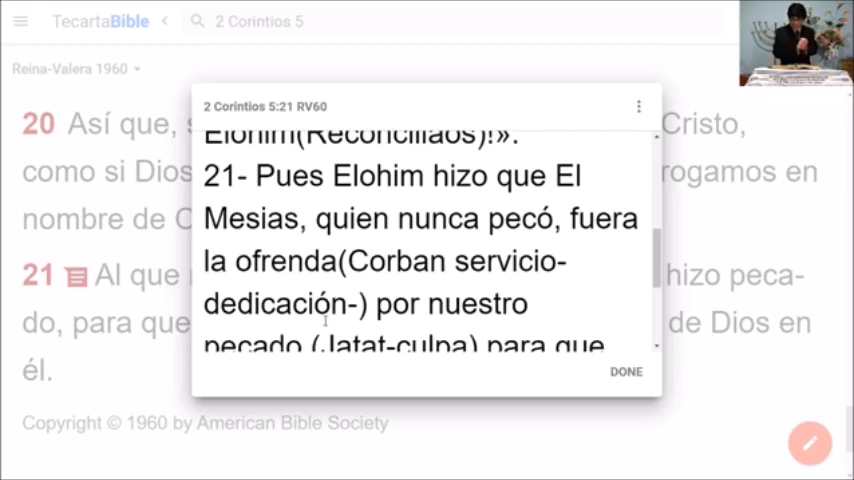 TecartaBible
2 Corintios 5
Reina-Valera 1960
20 Así que, Cristo,
como si Dios rogamos en
nombre de
21 Al que hizo peca-
do, para que de Dios en
él.
Copyright © 1960 by American Bible Society
2 Corintios 5:21 RV60
Elohim(Reconciliaos)!».
21- Pues Elohim hizo que El
Mesias, quien nunca pecó, fuera
la ofrenda(Corban servicio-
dedicación-) por nuestro
pecado (Jatat-culpa) para que
DONE